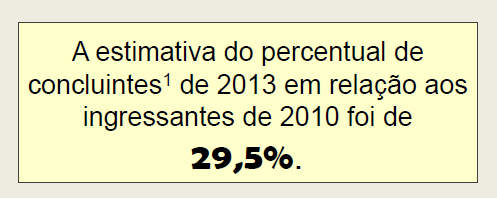 A estimativa do percentual de
concluintes¹ de 2013 em relação aos
ingressantes de 2010 foi de
29,5%.